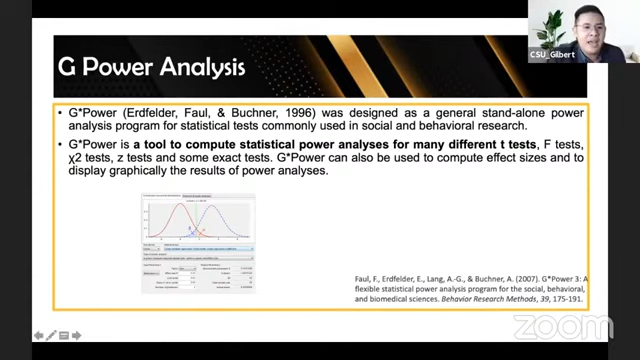 CSU_Gilbert
G Power Analysis
• G*Power (Erdfelder, Faul, & Buchner, 1996) was designed as a general stand-alone power
analysis program for statistical tests commonly used in social and behavioral research.
• G*Power is a tool to compute statistical power analyses for many different t tests, F tests,
χ2 tests, z tests and some exact tests. G*Power can also be used to compute effect sizes and to
display graphically the results of power analyses.
Faul, F., Erdfelder, E., Lang, A.-G., & Buchner, A. (2007). G*Power 3: A
flexible statistical power analysis program for the social, behavioral,
and biomedical sciences. Behavior Research Methods, 39, 175-191.
zoom